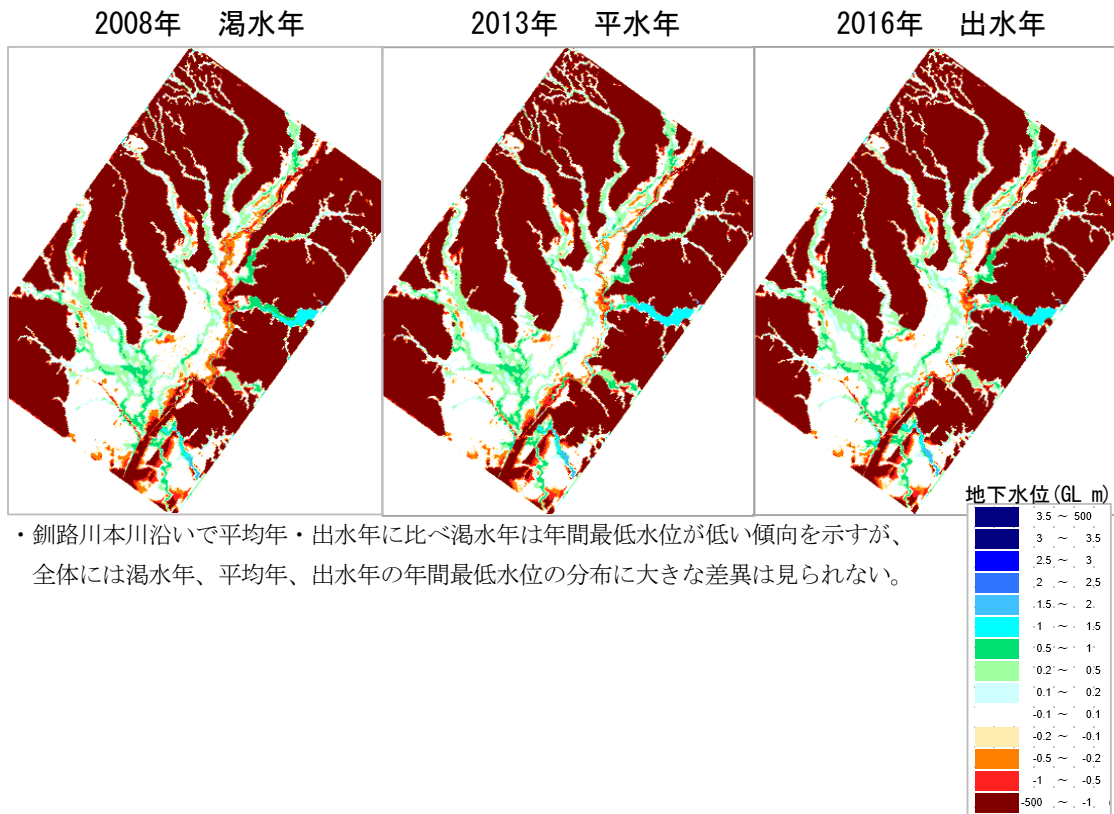 2008年 渇水年
2013年 平水年
2016年 出水年
・釧路川本川沿いで平均年・出水年に比べ渇水年は年間最低水位が低い傾向を示すが、
全体には渇水年、平均年、出水年の年間最低水位の分布に大きな差異は見られない。
地下水位(GL m)
3.5 ~ 500
3 ~ 3.5
2.5 ~ 3
2 ~ 2.5
1.5 ~ 2
1 ~ 1.5
0.5 ~ 1
0.2 ~ 0.5
0.1 ~ 0.2
-0.1 ~ 0.1
-0.2 ~ -0.1
-0.5 ~ -0.2
-1 ~ -0.5
-500 ~ -1